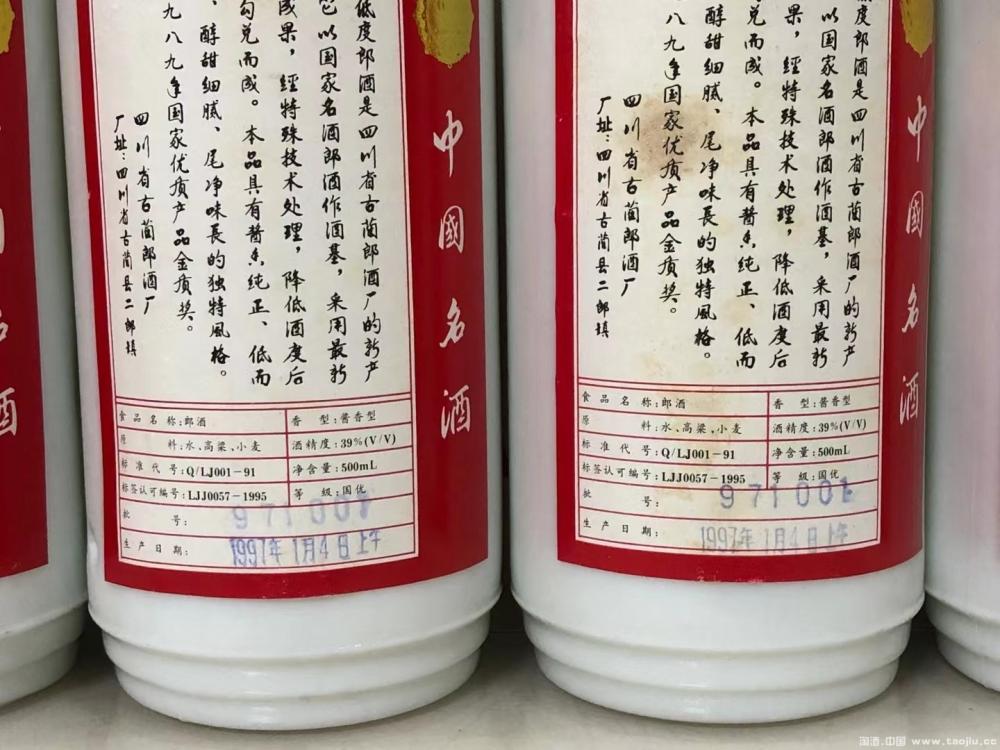 低度郎酒是四川省古蔺郎酒厂的新产
它以国家名酒郎酒作酒基，采用最新
成果，经特殊技术处理，降低酒度后
勾兑而成。本品具有酱香纯正、低而
醇甜细腻、尾净味長的独特風格。
九八九年国家优质产品金质奖。
四川省古蔺郎酒厂
厂址：四川省古蔺县二郎镇
中國名酒
食品名称：郎酒
香型：酱香型
原料：水、高粱、小麦
酒精度：39%(V/V)
标准代号：Q/LJ001-91
净含量：500mL
标签认可编号：LJJ0057-1995
等级：国优
批号：971001
生产日期：1997年1月4日上午
度郎酒是四川省古蔺郎酒厂的新产
以国家名酒郎酒作酒基，采用最新
果，经特殊技术处理，降低酒度后
兑而成。本品具有酱香纯正、低而
醇甜细腻、尾净味長的独特風格。
八九年国家优质产品金质奖。
四川省古蔺郎酒厂
厂址：四川省古蔺县二郎镇
中國名酒
食品名称：郎酒
香型：酱香型
原料：水、高粱、小麦
酒精度：39%(V/V)
标准代号：Q/LJ001-91
净含量：500mL
标签认可编号：LJJ0057-1995
等级：国优
批号：971001
生产日期：1997年1月4日上午
名酒
淘酒.中国 www.taojiu.cc